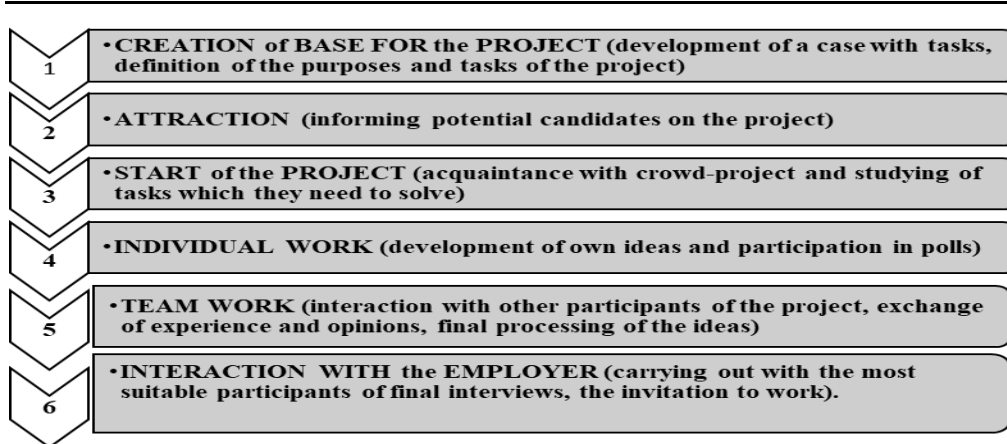 1
•CREATION of BASE FOR the PROJECT (development of a case with tasks,
definition of the purposes and tasks of the project)
2
•ATTRACTION (informing potential candidates on the project)
3
•START of the PROJECT (acquaintance with crowd-project and studying of
tasks which they need to solve)
4
•INDIVIDUAL WORK (development of own ideas and participation in polls)
5
•TEAM WORK (interaction with other participants of the project, exchange
of experience and opinions, final processing of the ideas)
6
•INTERACTION WITH the EMPLOYER (carrying out with the most
suitable participants of final interviews, the invitation to work).